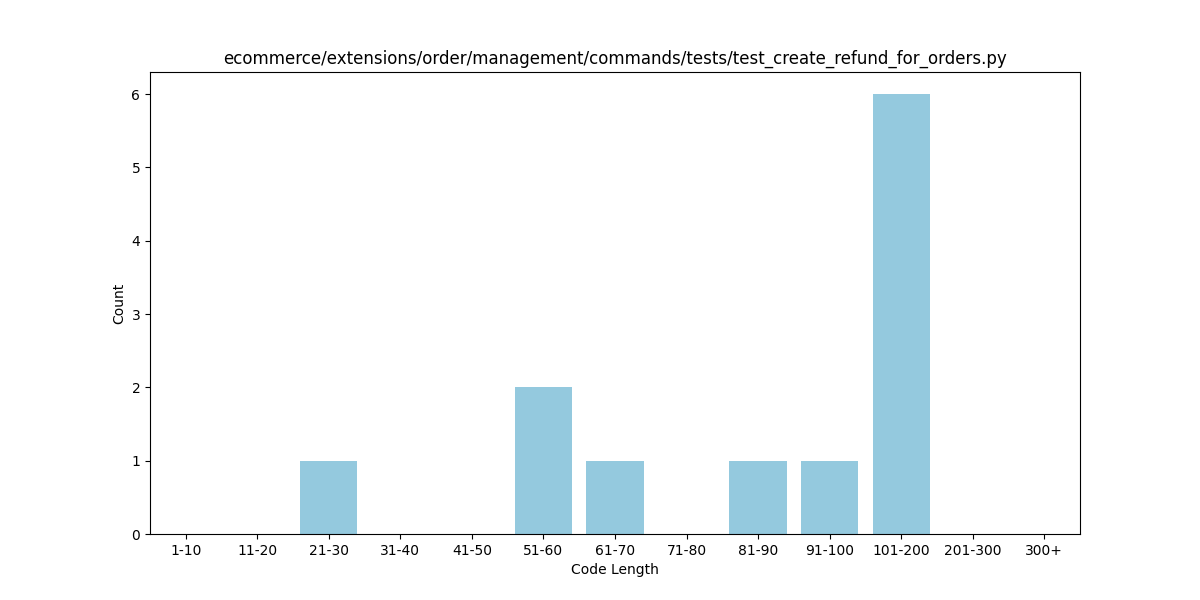 ecommerce/extensions/order/management/commands/tests/test_create_refund_for_orders.py
6
5
4
3
2
1
0
Count
1-10 11-20 21-30 31-40 41-50 51-60 61-70 71-80 81-90 91-100 101-200 201-300 300+
Code Length